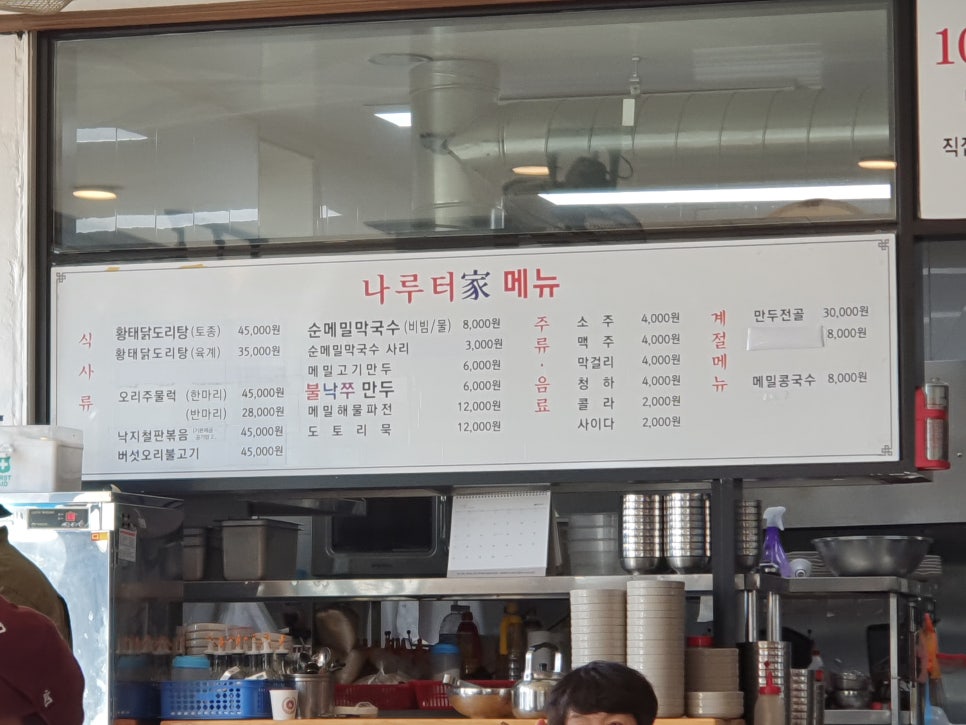 나루터家 메뉴
식사류
황태닭도리탕(토종) 45,000원
황태닭도리탕(육계) 35,000원
오리주물럭 (한마리) 45,000원
(반마리) 28,000원
낙지철판볶음 45,000원
버섯오리불고기 45,000원
순메밀막국수(비빔/물) 8,000원
순메밀막국수 사리 3,000원
메밀고기만두 6,000원
불낙쭈 만두 6,000원
메밀해물파전 12,000원
도토리묵 12,000원
주류·음료
소주 4,000원
맥주 4,000원
막걸리 4,000원
청하 4,000원
콜라 2,000원
사이다 2,000원
계절메뉴
만두전골 30,000원
8,000원
메밀콩국수 8,000원
10
직